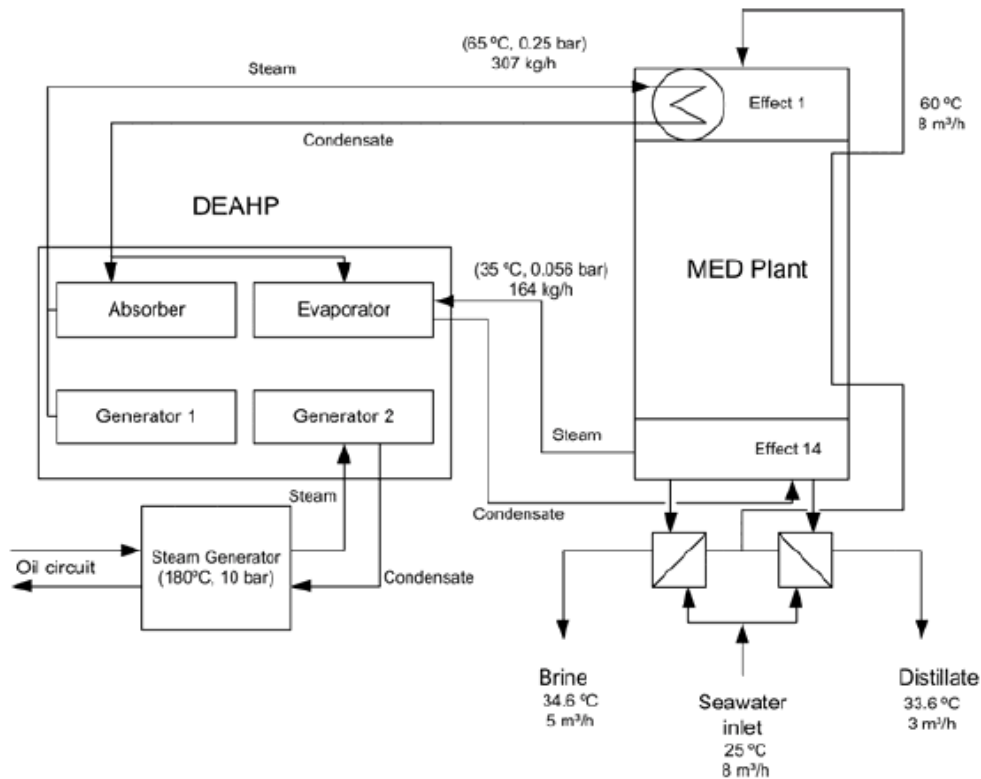 (65 ºC, 0.25 bar)
307 kg/h
Steam
Effect 1
60 ºC
8 m³/h
Condensate
DEAHP
(35 ºC, 0.056 bar)
164 kg/h
MED Plant
Absorber
Evaporator
Generator 1
Generator 2
Steam
Effect 14
Steam
Condensate
Steam Generator
(180ºC, 10 bar)
Oil circuit
Condensate
Brine
34.6 ºC
5 m³/h
Seawater
inlet
25 ºC
8 m³/h
Distillate
33.6 ºC
3 m³/h